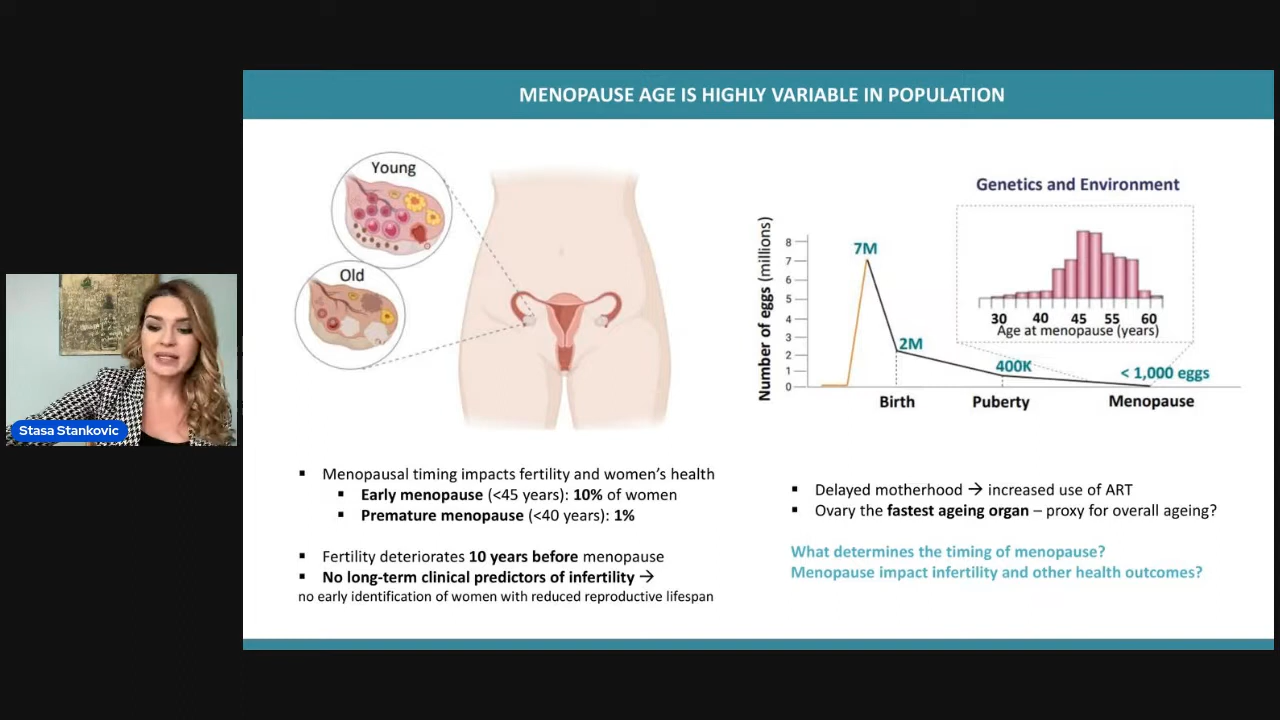 MENOPAUSE AGE IS HIGHLY VARIABLE IN POPULATION
Young
Old
Stasa Stankovic
Genetics and Environment
30 40 45 55 60
Age at menopause (years)
Number of eggs (millions)
8
7
6
5
4
3
2
1
0
7M
2M
400K
< 1,000 eggs
Birth
Puberty
Menopause
▪ Menopausal timing impacts fertility and women’s health
▪ Early menopause (<45 years): 10% of women
▪ Premature menopause (<40 years): 1%
▪ Fertility deteriorates 10 years before menopause
▪ No long-term clinical predictors of infertility →
no early identification of women with reduced reproductive lifespan
▪ Delayed motherhood → increased use of ART
▪ Ovary the fastest ageing organ – proxy for overall ageing?
What determines the timing of menopause?
Menopause impact infertility and other health outcomes?